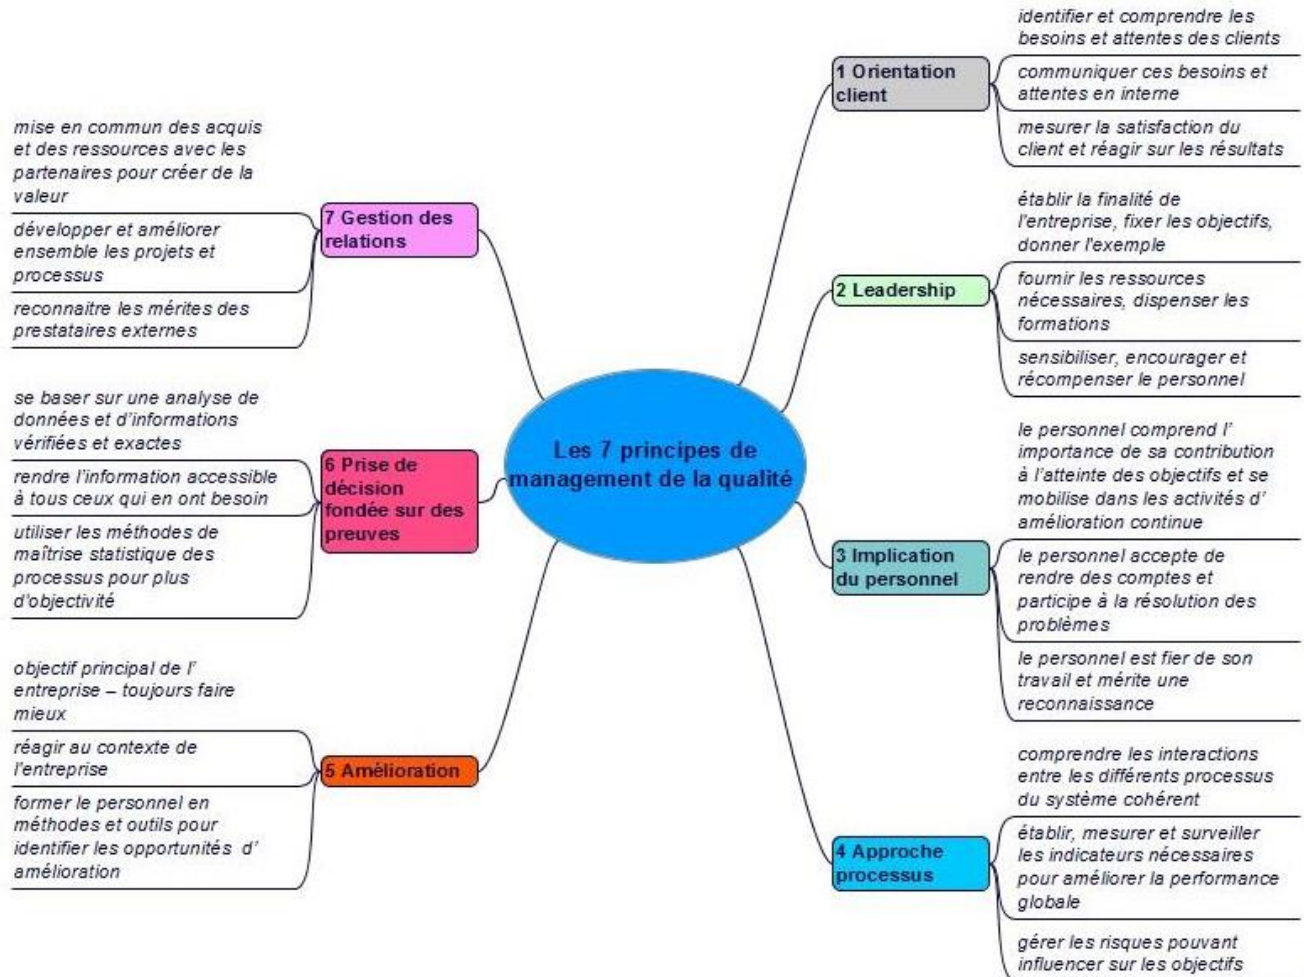 Les 7 principes de
management de la qualité
1 Orientation
client
identifier et comprendre les
besoins et attentes des clients
communiquer ces besoins et
attentes en interne
mesurer la satisfaction du
client et réagir sur les résultats
2 Leadership
établir la finalité de
l'entreprise, fixer les objectifs,
donner l'exemple
fournir les ressources
nécessaires, dispenser les
formations
sensibiliser, encourager et
récompenser le personnel
3 Implication
du personnel
le personnel comprend l'
importance de sa contribution
à l'atteinte des objectifs et se
mobilise dans les activités d'
amélioration continue
le personnel accepte de
rendre des comptes et
participe à la résolution des
problèmes
le personnel est fier de son
travail et mérite une
reconnaissance
4 Approche
processus
comprendre les interactions
entre les différents processus
du système cohérent
établir, mesurer et surveiller
les indicateurs nécessaires
pour améliorer la performance
globale
gérer les risques pouvant
influencer sur les objectifs
5 Amélioration
objectif principal de l'
entreprise – toujours faire
mieux
réagir au contexte de
l'entreprise
former le personnel en
méthodes et outils pour
identifier les opportunités d'
amélioration
6 Prise de
décision
fondée sur des
preuves
se baser sur une analyse de
données et d'informations
vérifiées et exactes
rendre l'information accessible
à tous ceux qui en ont besoin
utiliser les méthodes de
maîtrise statistique des
processus pour plus
d'objectivité
7 Gestion des
relations
mise en commun des acquis
et des ressources avec les
partenaires pour créer de la
valeur
développer et améliorer
ensemble les projets et
processus
reconnaitre les mérites des
prestataires externes